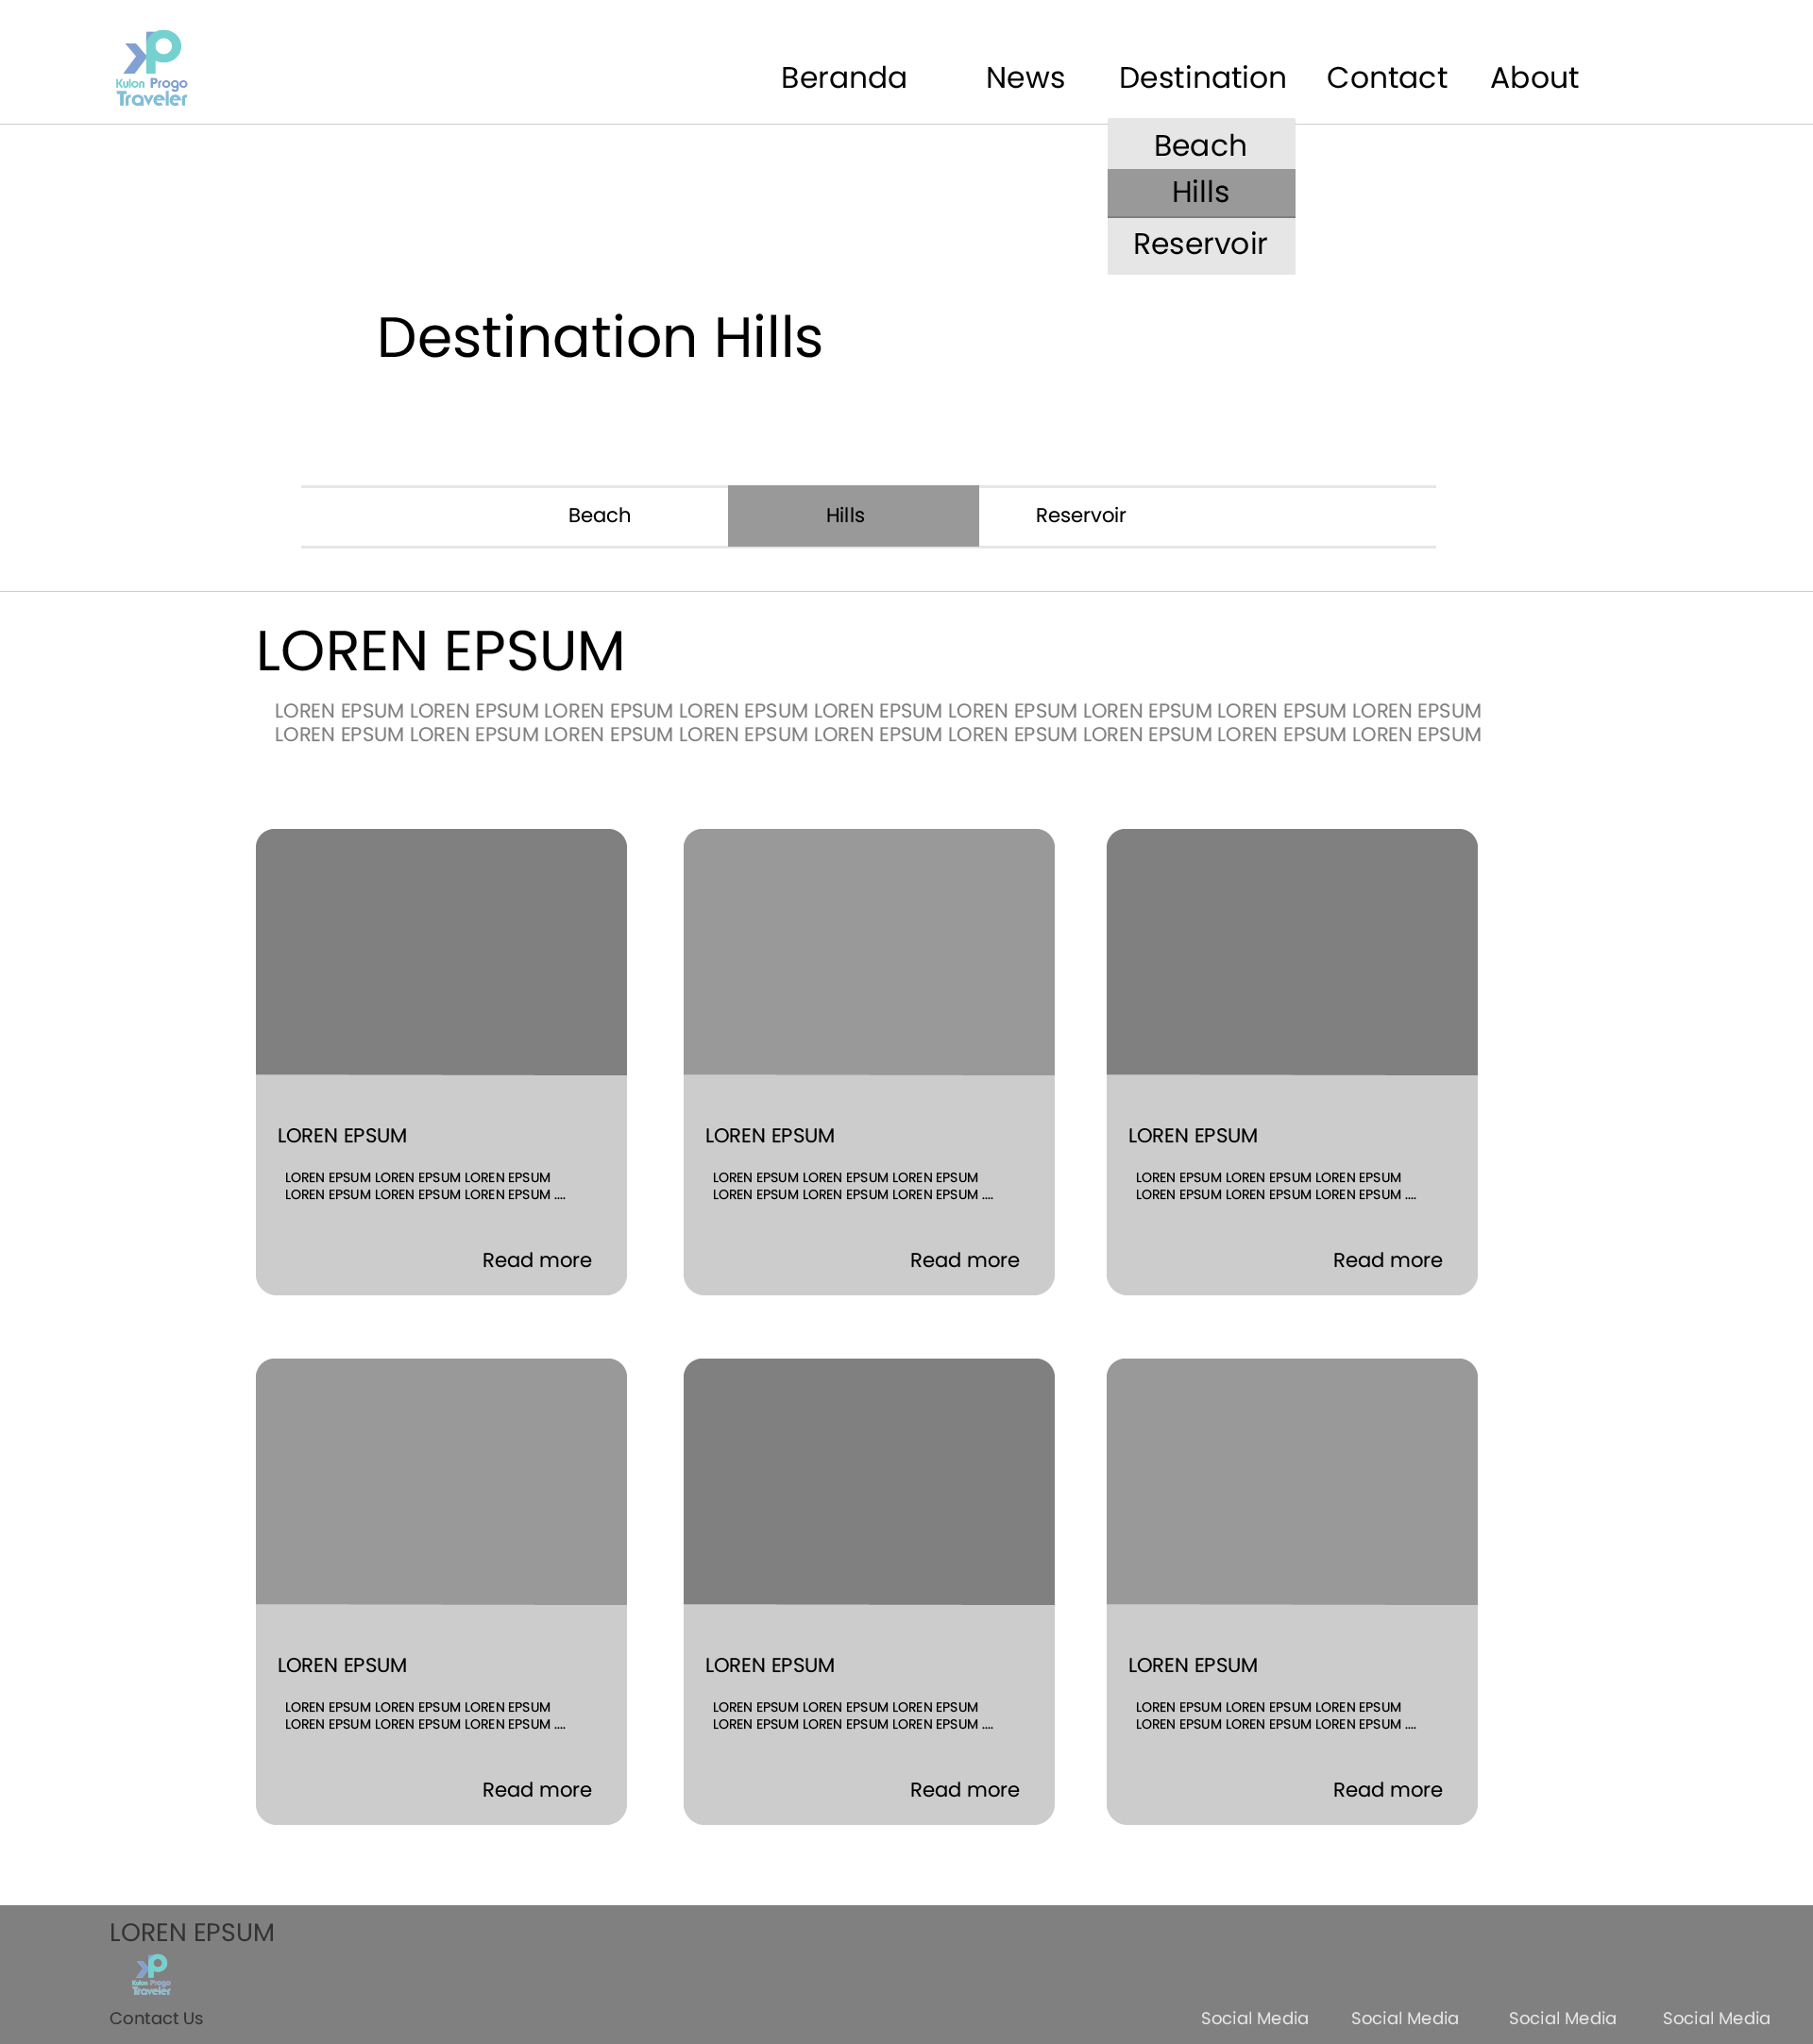 Kulon Progo
Traveler
Beranda News Destination Contact About
Beach
Hills
Reservoir
Destination Hills
Beach Hills Reservoir
LOREN EPSUM
LOREN EPSUM LOREN EPSUM LOREN EPSUM LOREN EPSUM LOREN EPSUM LOREN EPSUM LOREN EPSUM LOREN EPSUM LOREN EPSUM
LOREN EPSUM LOREN EPSUM LOREN EPSUM LOREN EPSUM LOREN EPSUM LOREN EPSUM LOREN EPSUM LOREN EPSUM LOREN EPSUM
LOREN EPSUM
LOREN EPSUM LOREN EPSUM LOREN EPSUM
LOREN EPSUM LOREN EPSUM LOREN EPSUM ....
Read more
LOREN EPSUM
LOREN EPSUM LOREN EPSUM LOREN EPSUM
LOREN EPSUM LOREN EPSUM LOREN EPSUM ....
Read more
LOREN EPSUM
LOREN EPSUM LOREN EPSUM LOREN EPSUM
LOREN EPSUM LOREN EPSUM LOREN EPSUM ....
Read more
LOREN EPSUM
LOREN EPSUM LOREN EPSUM LOREN EPSUM
LOREN EPSUM LOREN EPSUM LOREN EPSUM ....
Read more
LOREN EPSUM
LOREN EPSUM LOREN EPSUM LOREN EPSUM
LOREN EPSUM LOREN EPSUM LOREN EPSUM ....
Read more
LOREN EPSUM
LOREN EPSUM LOREN EPSUM LOREN EPSUM
LOREN EPSUM LOREN EPSUM LOREN EPSUM ....
Read more
LOREN EPSUM
Kulon Progo
Traveler
Contact Us Social Media Social Media Social Media Social Media